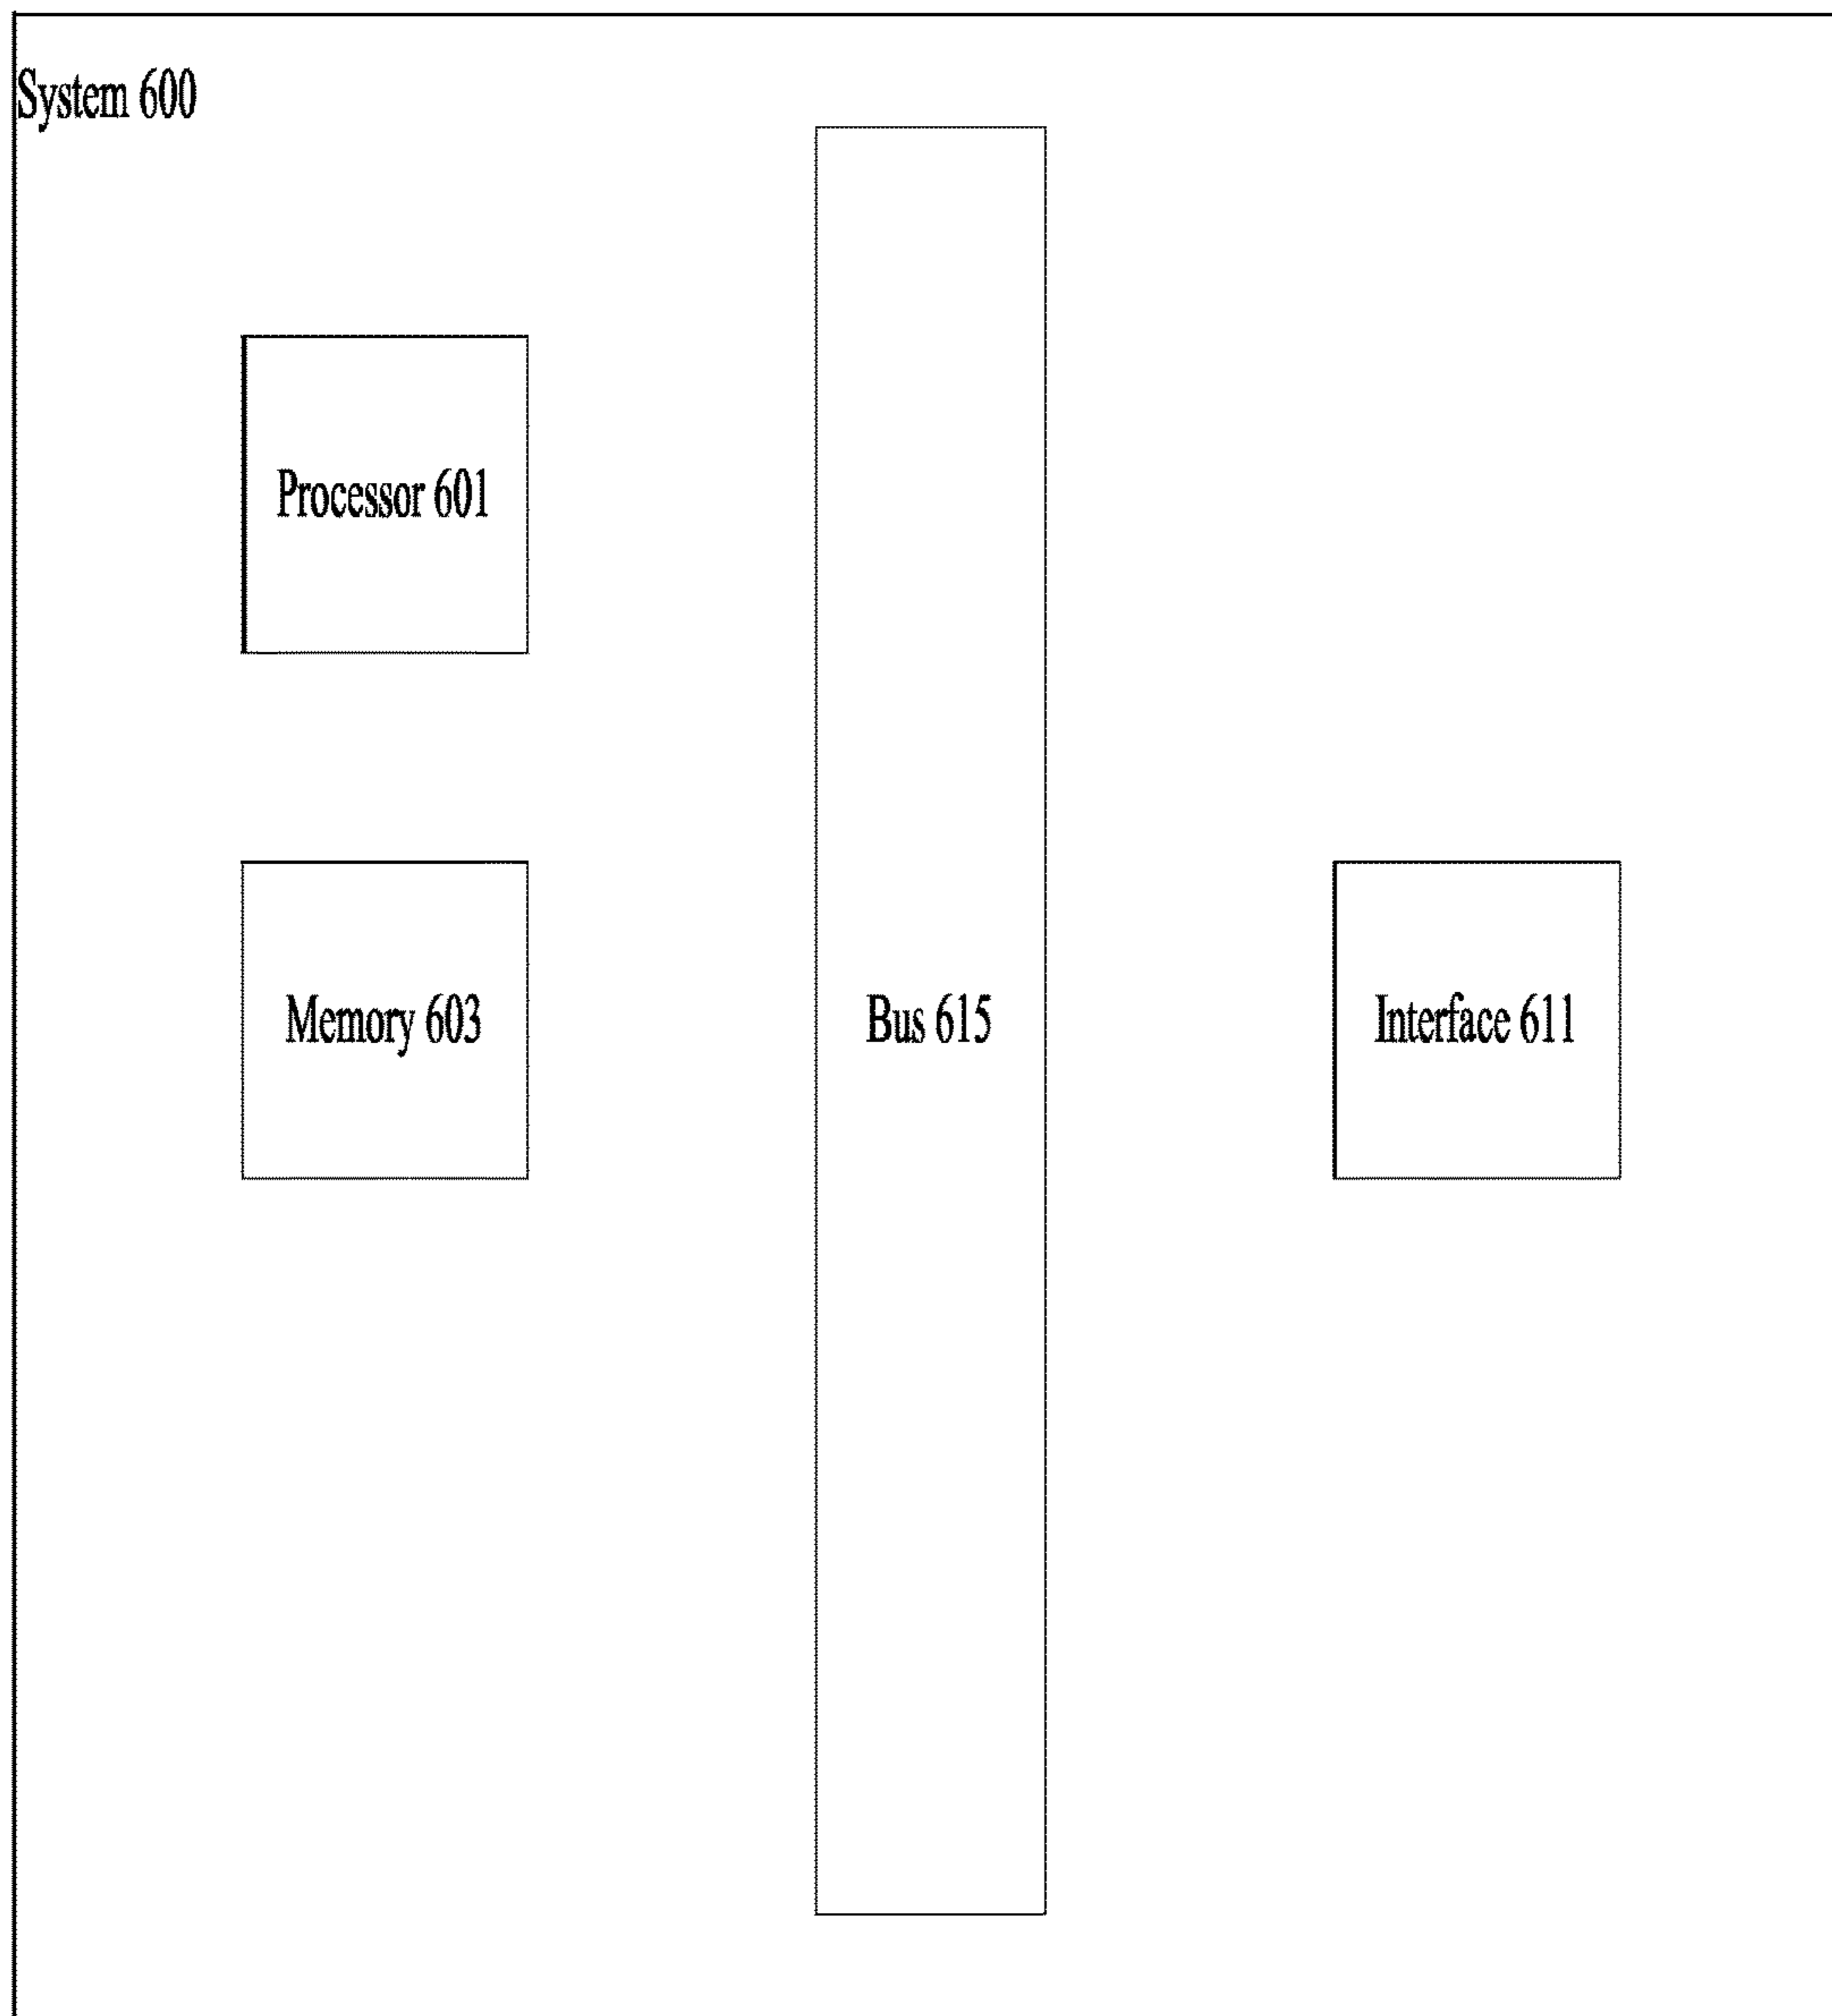 System 600
Processor 601
Memory 603
Bus 615
Interface 611